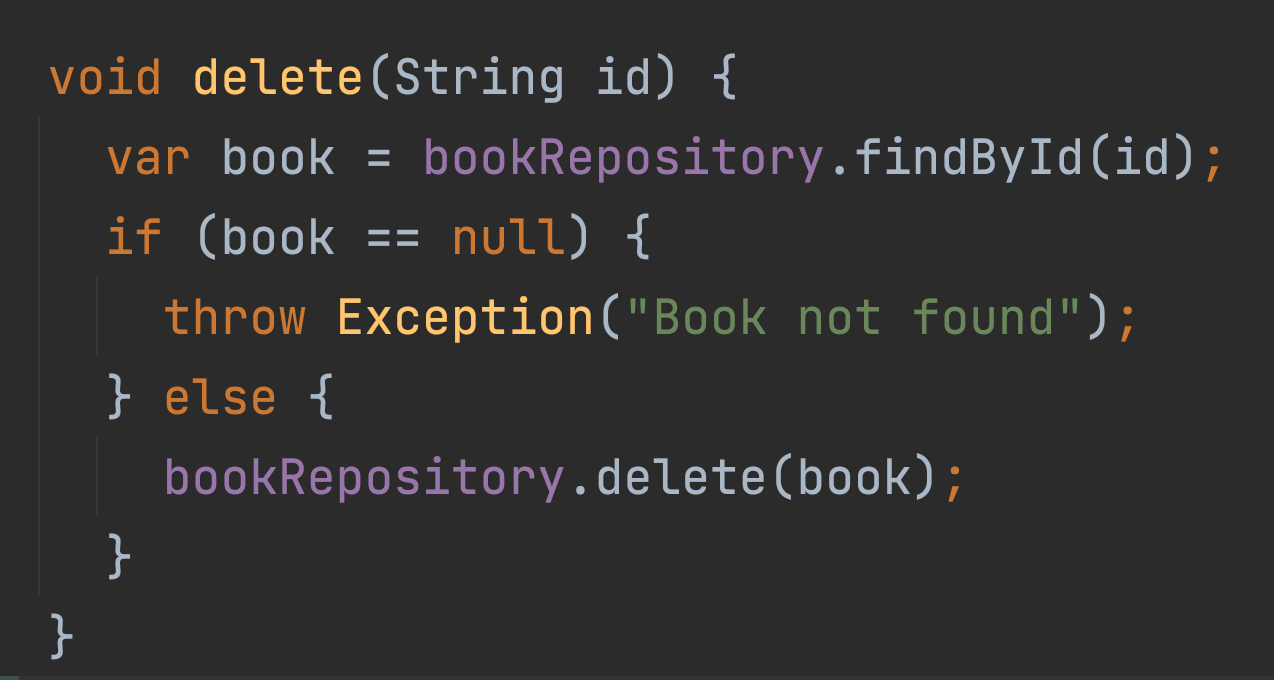 void delete(String id) {
  var book = bookRepository.findById(id);
  if (book == null) {
    throw Exception("Book not found");
  } else {
    bookRepository.delete(book);
  }
}